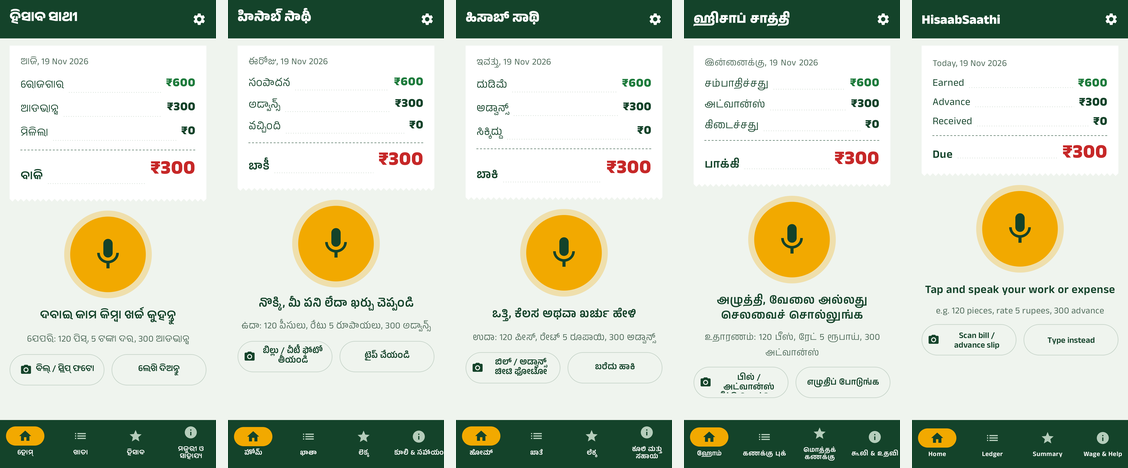 ହିସାବ ସାଥୀ
ଆଜି, 19 Nov 2026
ରୋଜଗାର ₹600
ଆଡଭାନ୍ସ ₹300
ମିଳିଲା ₹0
ବାକି ₹300
ଦବାଇ କାମ କିମ୍ବା ଖର୍ଚ୍ଚ କୁହନ୍ତୁ
ଯେପରି: 120 ପିସ୍, 5 ଟଙ୍କା ଦର, 300 ଆଡଭାନ୍ସ
ବିଲ୍ / ସ୍ଲିପ୍ ଫଟୋ
ଲେଖି ଦିଅନ୍ତୁ
ହୋମ୍
ଖାତା
ହିସାବ
ମଜୁରୀ ଓ
ସାହାଯ୍ୟ
హిసాబ్ సాథీ
ఈరోజు, 19 Nov 2026
సంపాదన ₹600
అడ్వాన్స్ ₹300
వచ్చింది ₹0
బాకీ ₹300
నొక్కి, మీ పని లేదా ఖర్చు చెప్పండి
ఉదా: 120 పీసులు, రేటు 5 రూపాయలు, 300 అడ్వాన్స్
బిల్లు / చీటీ ఫోటో
తీయండి
టైప్ చేయండి
హోమ్
ఖాతా
లెక్క
కూలి & సహాయం
ಹಿಸಾಬ್ ಸಾಥಿ
ಇವತ್ತು, 19 Nov 2026
ದುಡಿಮೆ ₹600
ಅಡ್ವಾನ್ಸ್ ₹300
ಸಿಕ್ಕಿದ್ದು ₹0
ಬಾಕಿ ₹300
ಒತ್ತಿ, ಕೆಲಸ ಅಥವಾ ಖರ್ಚು ಹೇಳಿ
ಉದಾ: 120 ಪೀಸ್, ರೇಟ್ 5 ರೂಪಾಯಿ, 300 ಅಡ್ವಾನ್ಸ್
ಬಿಲ್ / ಅಡ್ವಾನ್ಸ್
ಚೀಟಿ ಫೋಟೋ
ಬರೆದು ಹಾಕಿ
ಹೋಮ್
ಖಾತೆ
ಲೆಕ್ಕ
ಕೂಲಿ ಮತ್ತು
ಸಹಾಯ
ஹிசாப் சாத்தி
இன்னைக்கு, 19 Nov 2026
சம்பாதிச்சது ₹600
அட்வான்ஸ் ₹300
கிடைச்சது ₹0
பாக்கி ₹300
அழுத்தி, வேலை அல்லது
செலவைச் சொல்லுங்க
உதாரணம்: 120 பீஸ், ரேட் 5 ரூபாய், 300
அட்வான்ஸ்
பில் /
அட்வான்ஸ்
எழுதிப் போடுங்க
ஹோம்
கணக்கு புக்
மொத்தக்
கணக்கு
கூலி & உதவி
HisaabSaathi
Today, 19 Nov 2026
Earned ₹600
Advance ₹300
Received ₹0
Due ₹300
Tap and speak your work or expense
e.g. 120 pieces, rate 5 rupees, 300 advance
Scan bill /
advance slip
Type instead
Home
Ledger
Summary
Wage & Help